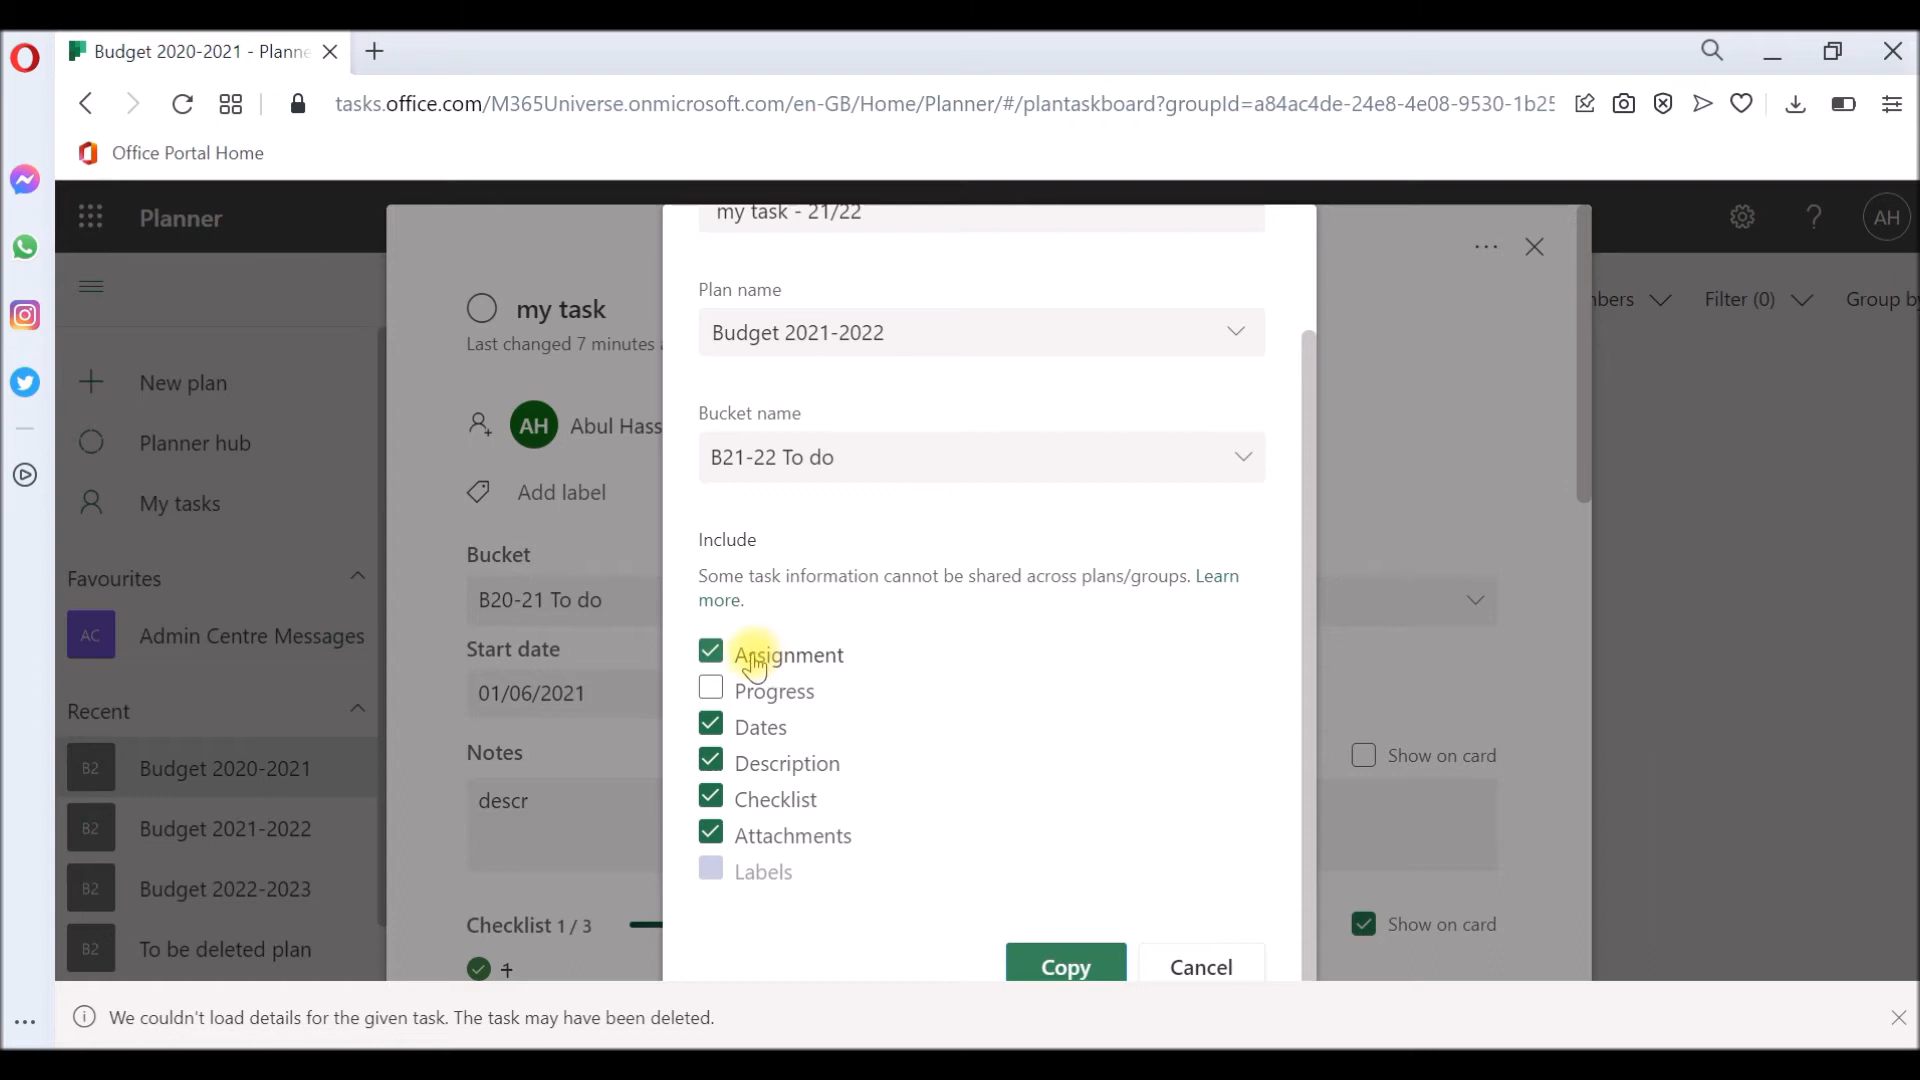 Budget 2020-2021 - Planne
tasks.office.com/M365Universe.onmicrosoft.com/en-GB/Home/Planner/#/plantaskboard?groupId=a84ac4de-24e8-4e08-9530-1b25
Office Portal Home
Planner
AH
my task - 21/22
my task
Last changed 7 minutes
Plan name
Budget 2021-2022
bers
Filter (0)
Group by
New plan
Planner hub
My tasks
AH Abul Hass
Add label
Bucket name
B21-22 To do
Include
Some task information cannot be shared across plans/groups. Learn
more.
Bucket
B20-21 To do
Start date
01/06/2021
Favourites
AC Admin Centre Messages
Assignment
Progress
Dates
Description
Checklist
Attachments
Labels
Recent
B2 Budget 2020-2021
B2 Budget 2021-2022
B2 Budget 2022-2023
B2 To be deleted plan
Notes
Show on card
descr
Checklist 1 / 3
Show on card
1
Copy
Cancel
We couldn't load details for the given task. The task may have been deleted.